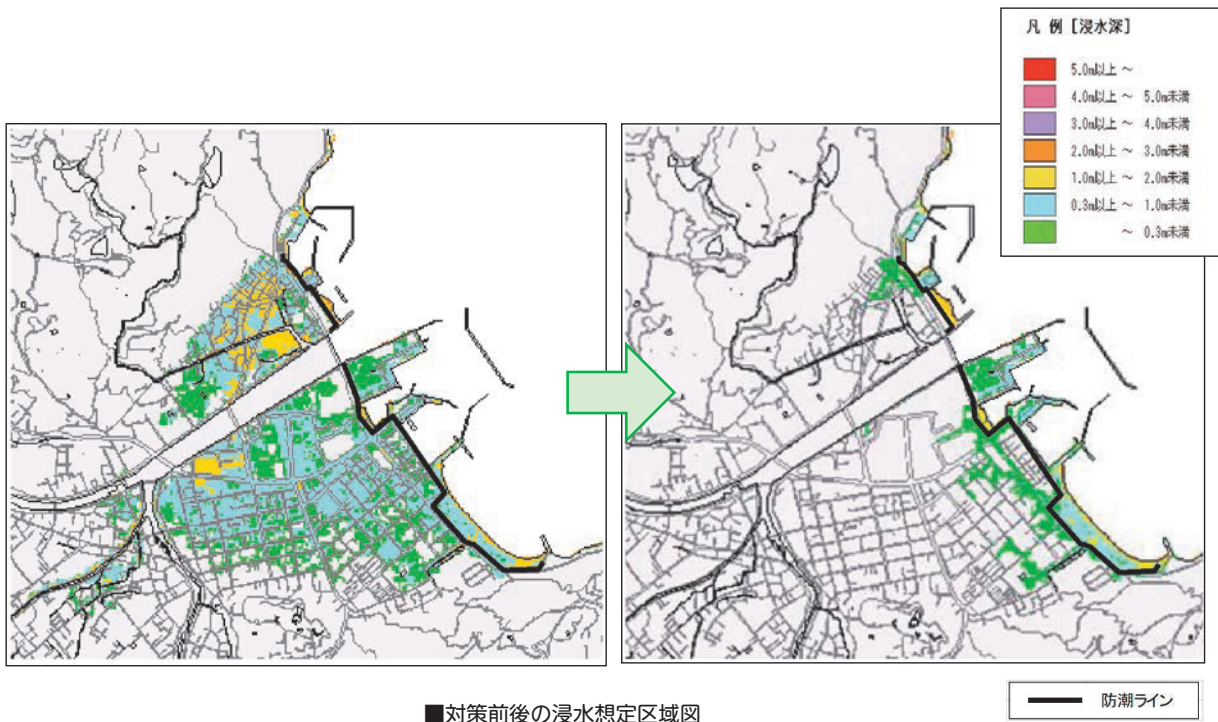 凡 例［浸水深］
5.0m以上 ～
4.0m以上 ～ 5.0m未満
3.0m以上 ～ 4.0m未満
2.0m以上 ～ 3.0m未満
1.0m以上 ～ 2.0m未満
0.3m以上 ～ 1.0m未満
～ 0.3m未満
■対策前後の浸水想定区域図
防潮ライン